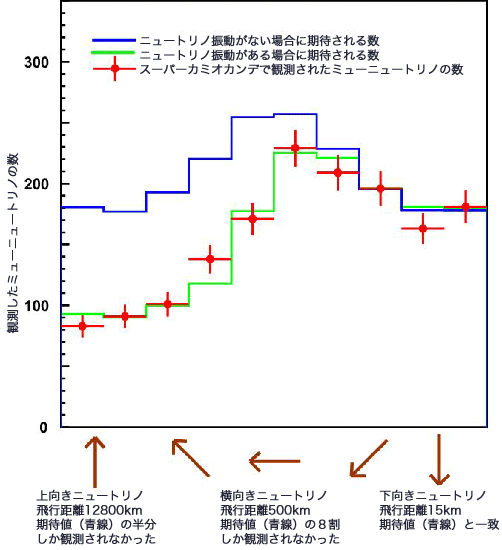 300
ニュートリノ振動がない場合に期待される数
ニュートリノ振動がある場合に期待される数
スーパーカミオカンデで観測されたミューニュートリノの数
200
100
0
観測したミューニュートリノの数
上向きニュートリノ
飛行距離12800km
期待値（青線）の半分
しか観測されなかった
横向きニュートリノ
飛行距離500km
期待値（青線）の８割
しか観測されなかった
下向きニュートリノ
飛行距離15km
期待値（青線）と一致